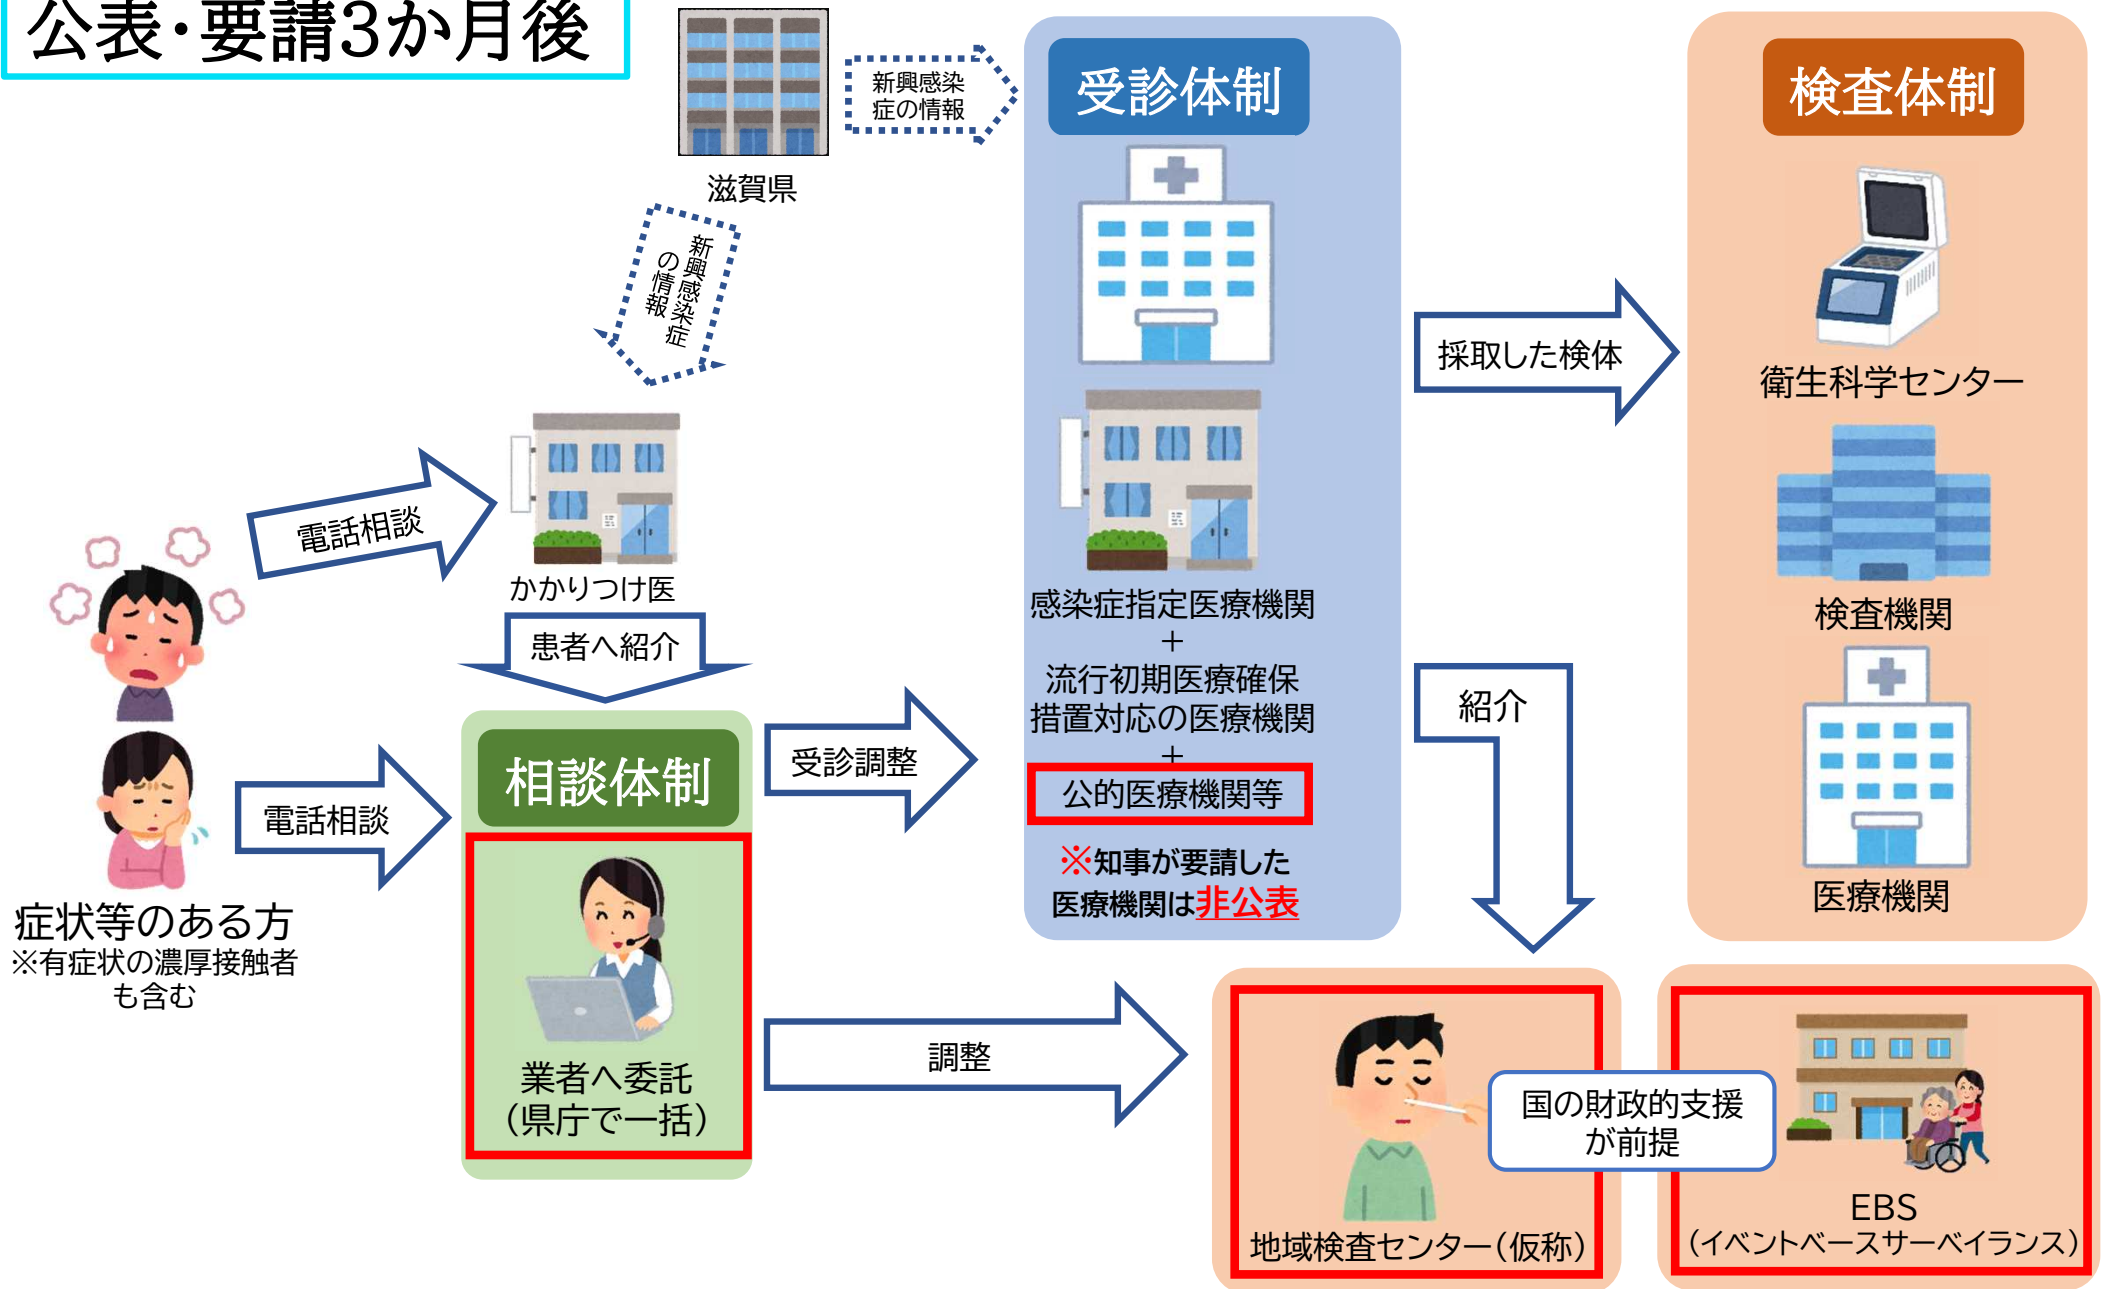 公表・要請3か月後
滋賀県
新興感染
症の情報
新興感染症
の情報
電話相談
かかりつけ医
患者へ紹介
症状等のある方
※有症状の濃厚接触者
も含む
電話相談
相談体制
業者へ委託
(県庁で一括)
受診調整
調整
受診体制
感染症指定医療機関
+
流行初期医療確保
措置対応の医療機関
+
公的医療機関等
※知事が要請した
医療機関は非公表
採取した検体
紹介
検査体制
衛生科学センター
検査機関
医療機関
地域検査センター(仮称)
国の財政的支援
が前提
EBS
(イベントベースサーベイランス)